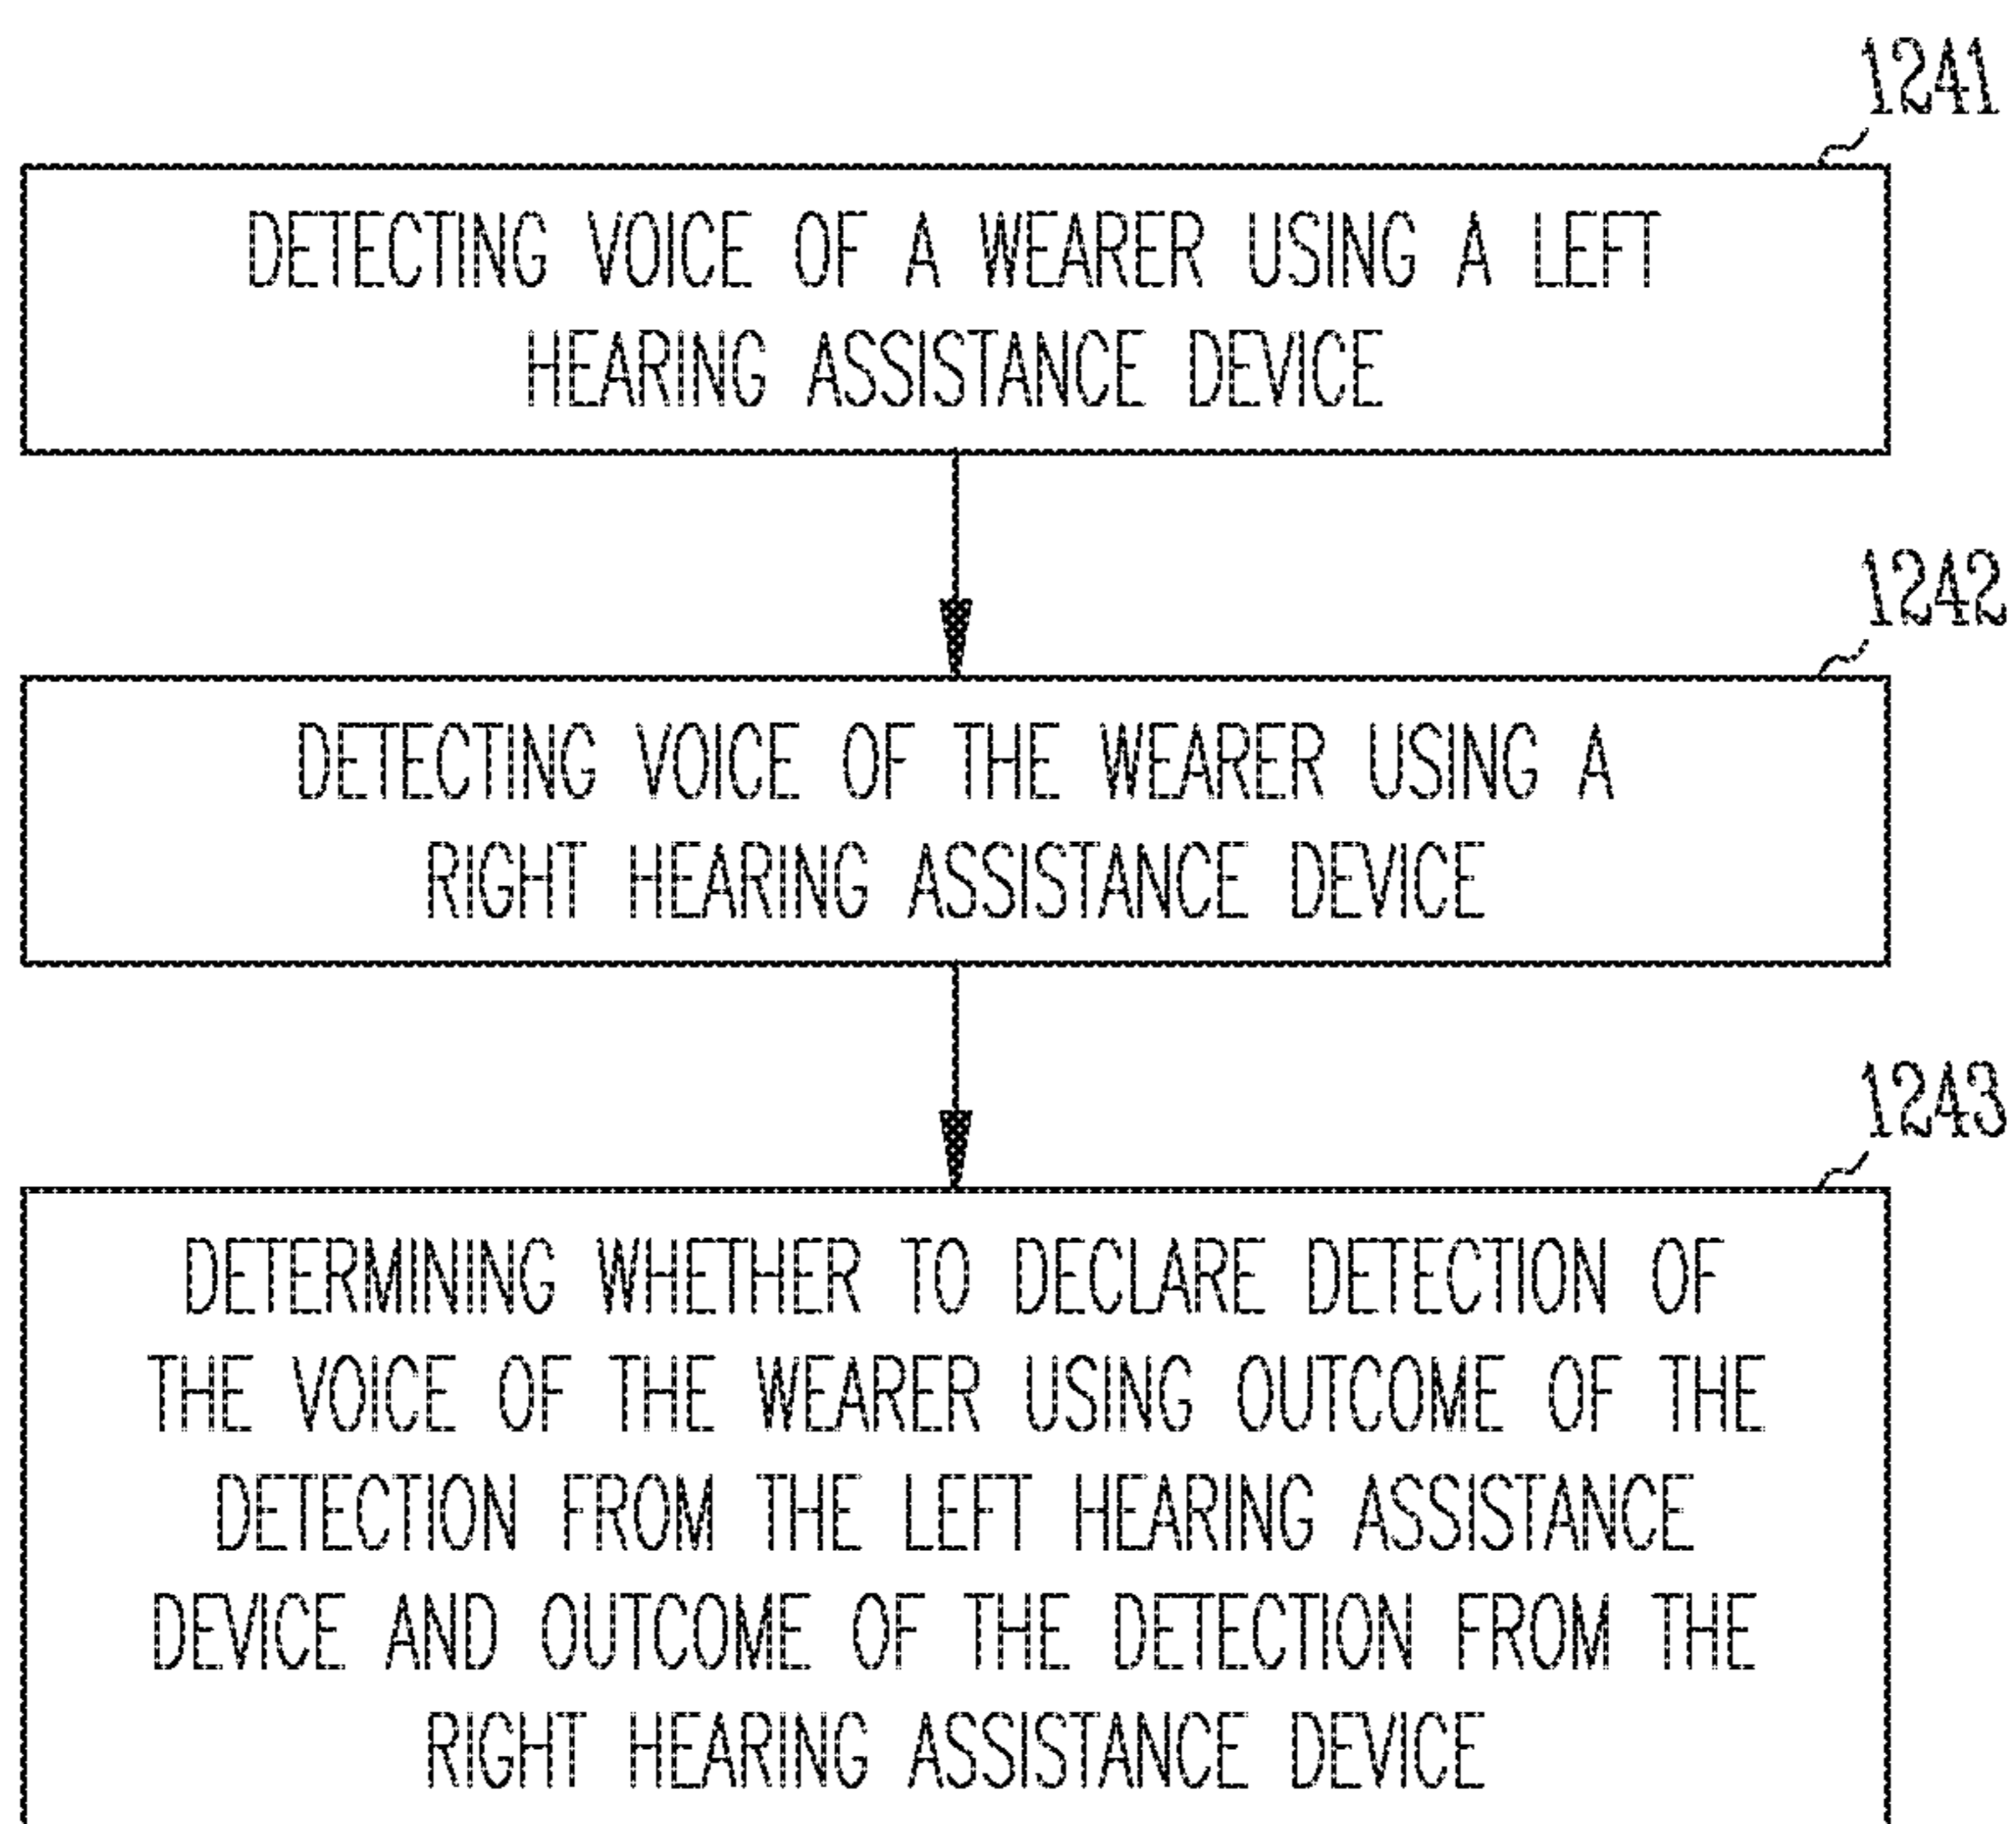 1241
DETECTING VOICE OF A WEARER USING A LEFT
HEARING ASSISTANCE DEVICE
1242
DETECTING VOICE OF THE WEARER USING A
RIGHT HEARING ASSISTANCE DEVICE
1243
DETERMINING WHETHER TO DECLARE DETECTION OF
THE VOICE OF THE WEARER USING OUTCOME OF THE
DETECTION FROM THE LEFT HEARING ASSISTANCE
DEVICE AND OUTCOME OF THE DETECTION FROM THE
RIGHT HEARING ASSISTANCE DEVICE